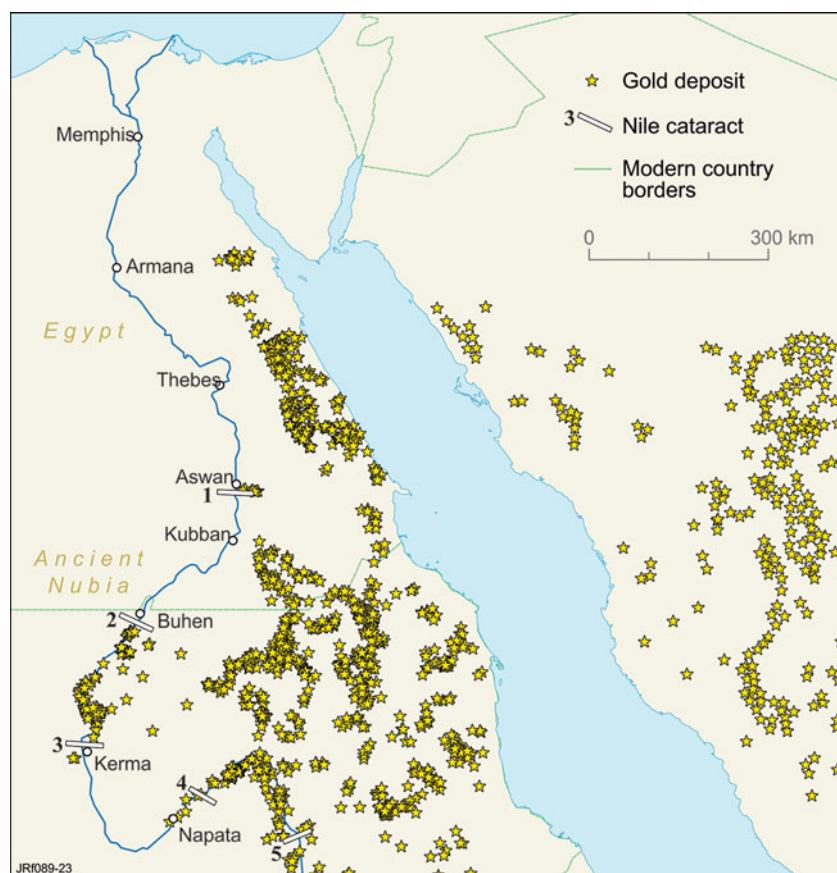 Gold deposit
3 Nile cataract
Modern country
borders
0 300 km
Memphis
Armana
Egypt
Thebes
Aswan
1
Kubban
Ancient
Nubia
2
Buhen
3
Kerma
4
Napata
5
JRf089-23